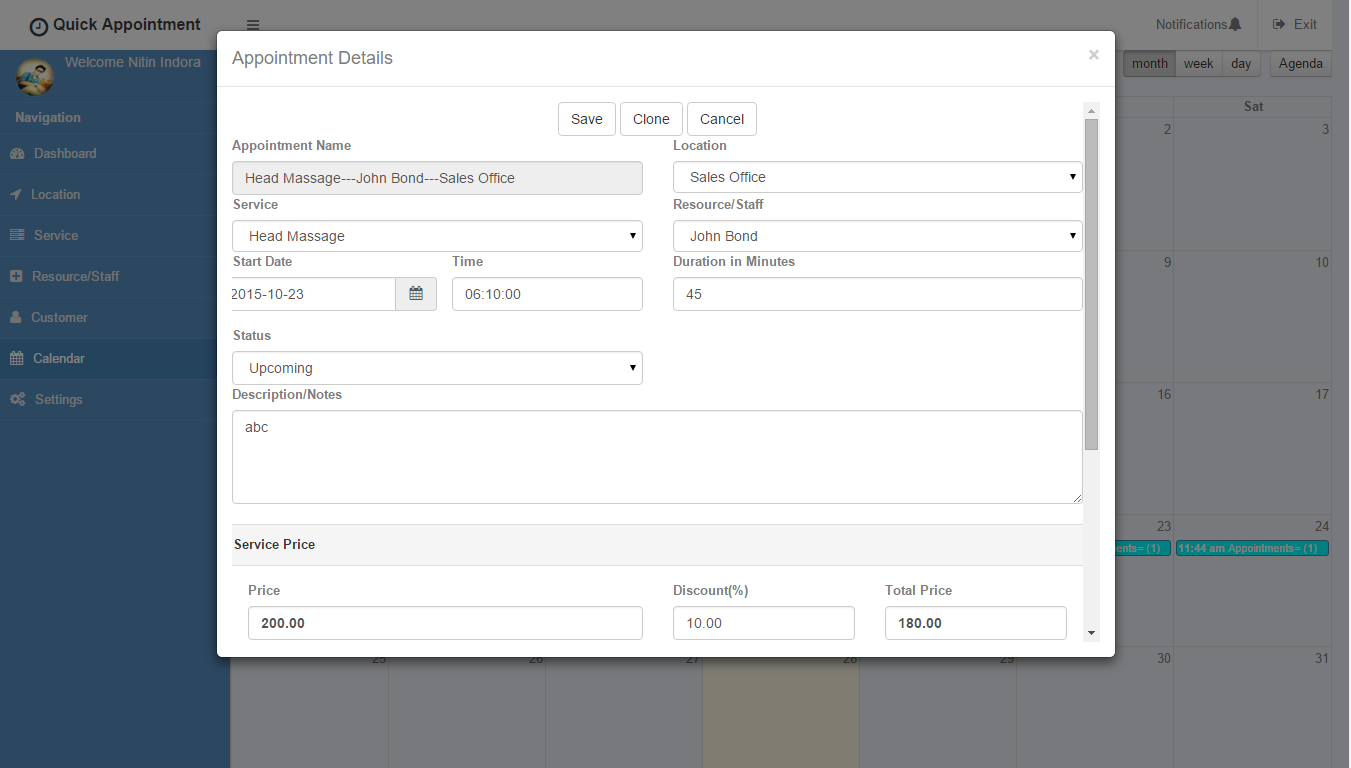 Quick Appointment
Notifications
Exit
Welcome Nitin Indora
Navigation
Dashboard
Location
Service
Resource/Staff
Customer
Calendar
Settings
Appointment Details
×
Save Clone Cancel
Appointment Name Location
Head Massage---John Bond---Sales Office Sales Office
Service Resource/Staff
Head Massage John Bond
Start Date Time Duration in Minutes
2015-10-23 06:10:00 45
Status
Upcoming
Description/Notes
abc
Service Price
Price Discount(%) Total Price
200.00 10.00 180.00
month week day Agenda
Sat
2 3
9 10
16 17
23 24
ents= (1) 11:44 am Appointments= (1)
25 26 27 28 29 30 31